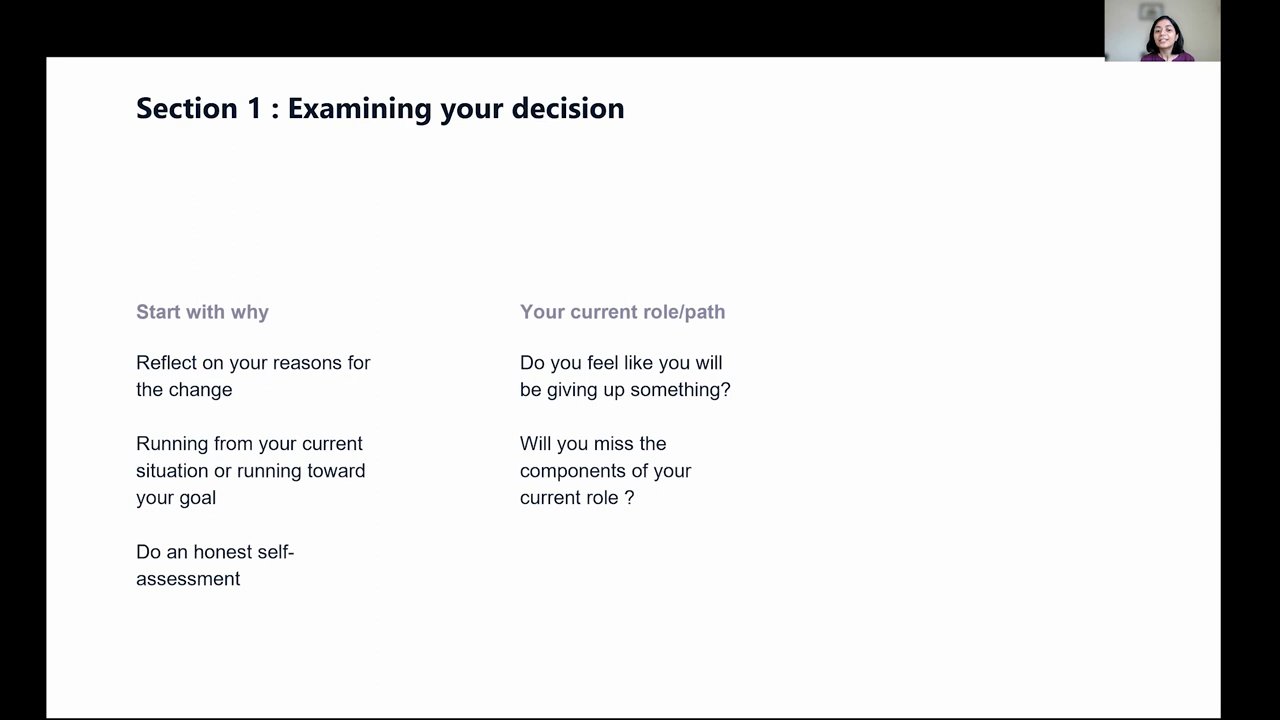 Section 1 : Examining your decision
Start with why
Reflect on your reasons for
the change
Running from your current
situation or running toward
your goal
Do an honest self-
assessment
Your current role/path
Do you feel like you will
be giving up something?
Will you miss the
components of your
current role ?